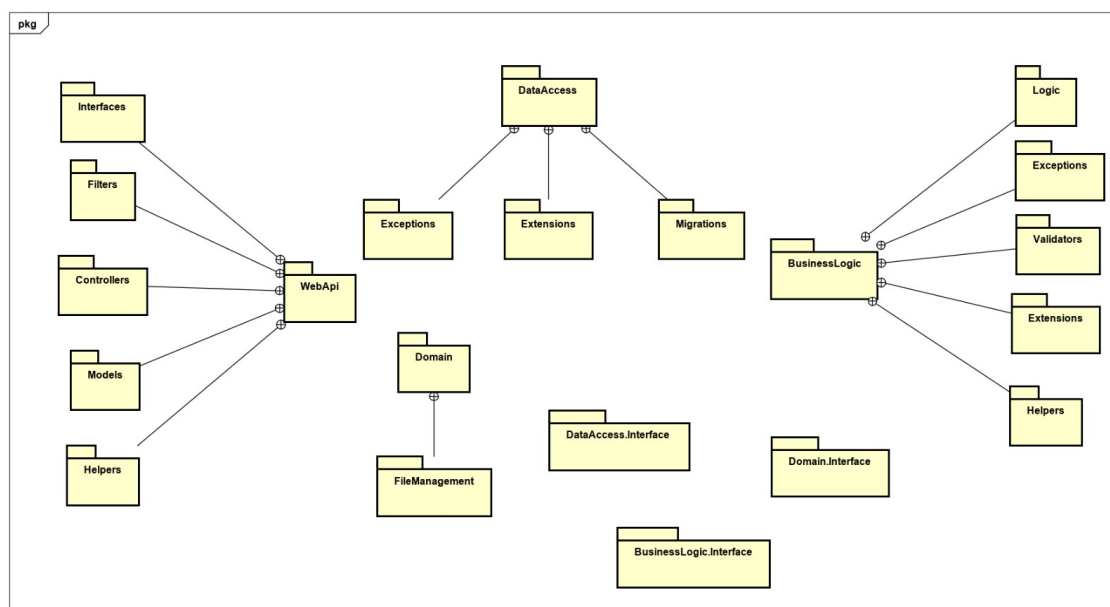 pkg
Interfaces
DataAccess
Logic
Filters
Exceptions
Exceptions
Extensions
Migrations
Validators
Controllers
WebApi
BusinessLogic
Extensions
Models
Domain
Helpers
DataAccess.Interface
Domain.Interface
Helpers
FileManagement
BusinessLogic.Interface